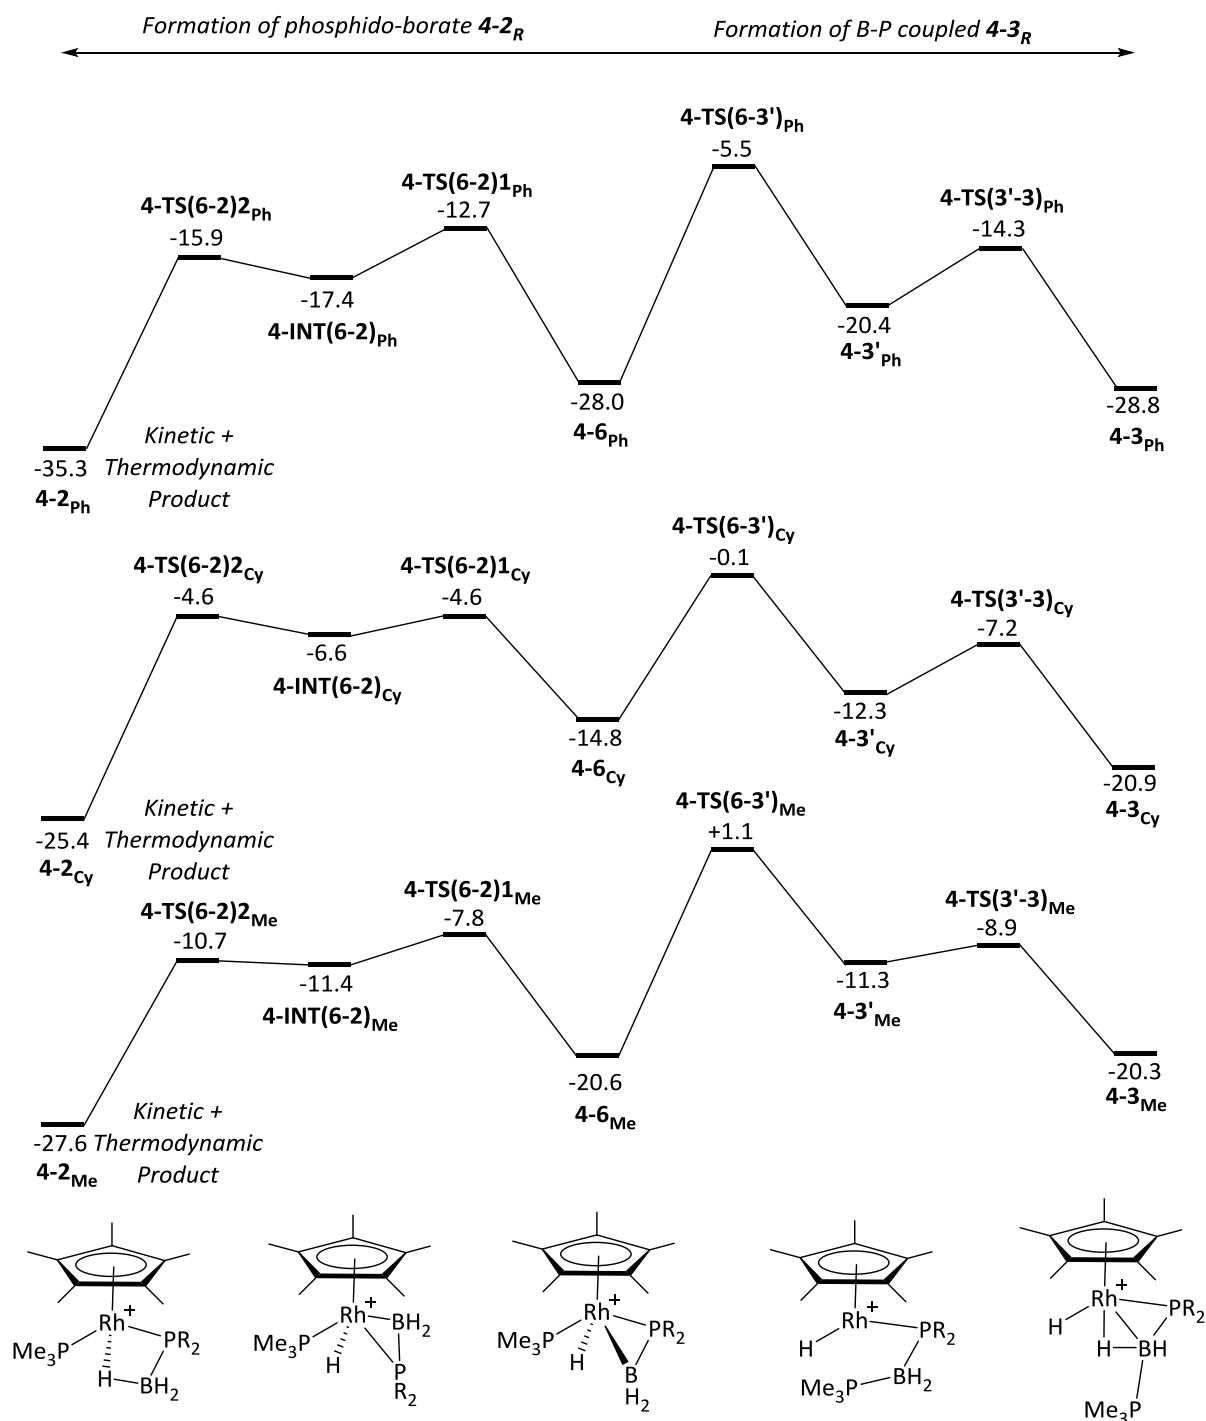 Formation of phosphido-borate 4-2R
Formation of B-P coupled 4-3R
4-TS(6-3')Ph
-5.5
4-TS(6-2)1Ph
-12.7
4-TS(6-2)2Ph
-15.9
4-TS(3'-3)Ph
-14.3
-17.4
4-INT(6-2)Ph
-20.4
4-3'Ph
-28.0
4-6Ph
-28.8
4-3Ph
-35.3
4-2Ph
Kinetic +
Thermodynamic
Product
4-TS(6-3')Cy
-0.1
4-TS(6-2)2Cy
-4.6
4-TS(6-2)1Cy
-4.6
4-TS(3'-3)Cy
-7.2
-6.6
4-INT(6-2)Cy
-12.3
4-3'Cy
-14.8
4-6Cy
-20.9
4-3Cy
-25.4
4-2Cy
Kinetic +
Thermodynamic
Product
4-TS(6-3')Me
+1.1
4-TS(6-2)1Me
-7.8
4-TS(6-2)2Me
-10.7
4-TS(3'-3)Me
-8.9
-11.4
4-INT(6-2)Me
-11.3
4-3'Me
-20.6
4-6Me
-20.3
4-3Me
-27.6
4-2Me
Kinetic +
Thermodynamic
Product
Rh+
Me3P
PR2
H
BH2
Rh+
Me3P
BH2
H
P
R2
Rh+
Me3P
PR2
H
B
H2
Rh+
H
PR2
Me3P
BH2
Rh+
H
PR2
H
BH
Me3P